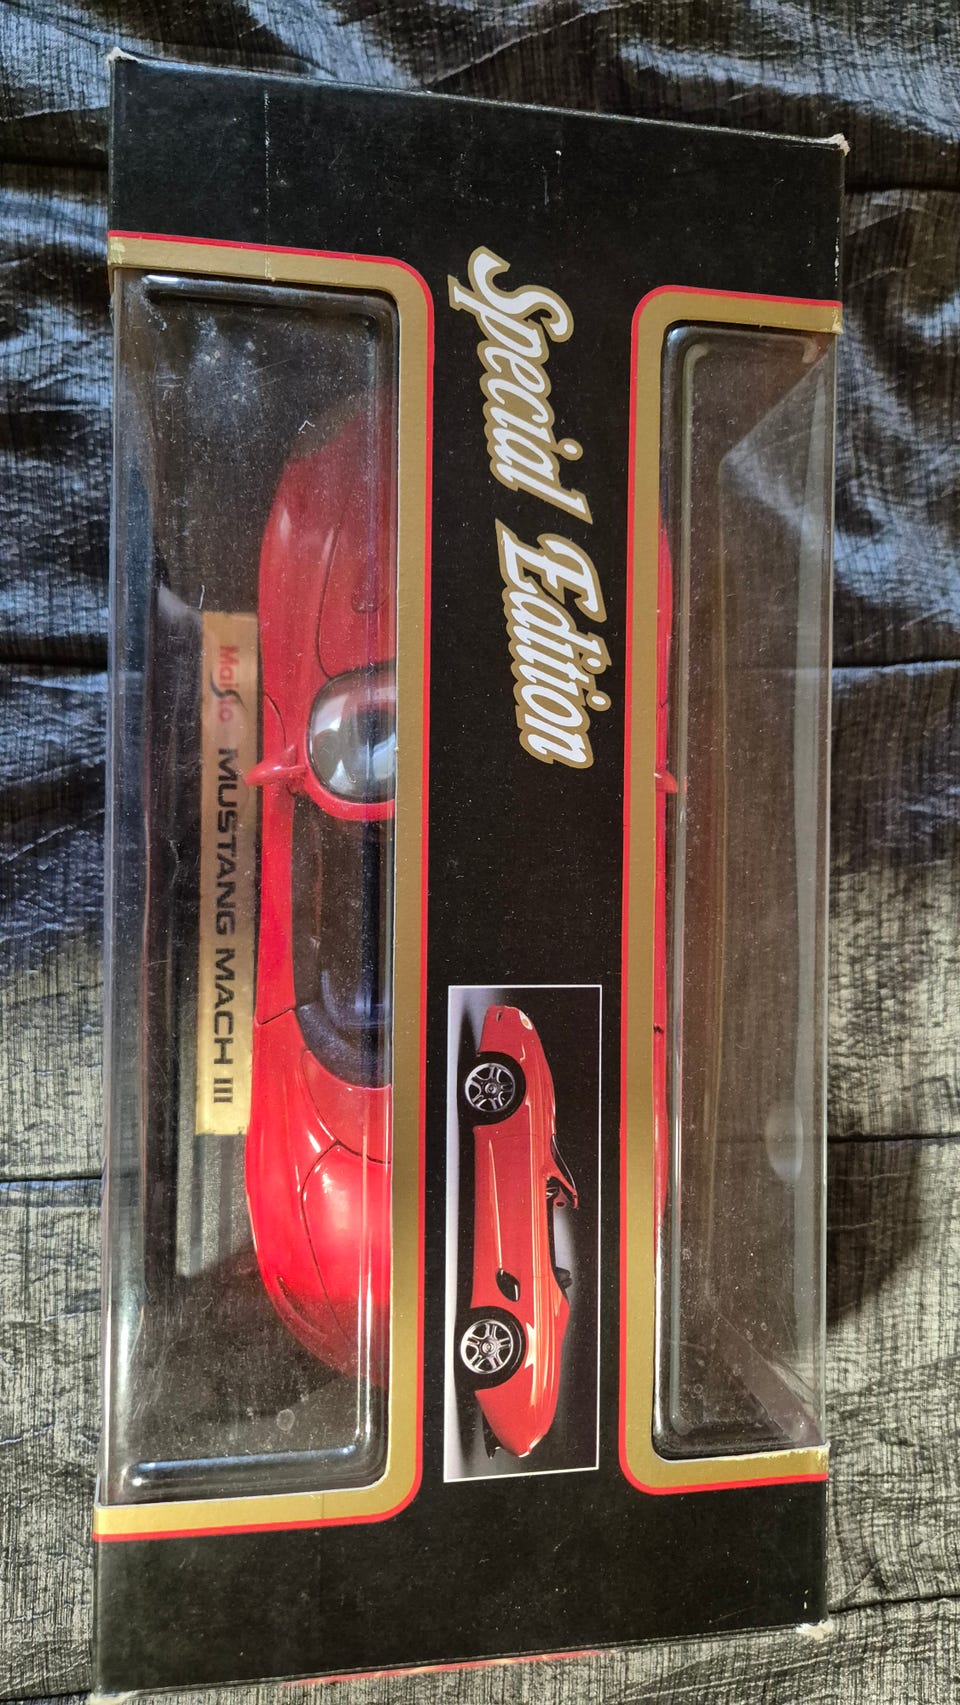 Special Edition
Maisto MUSTANG MACH III